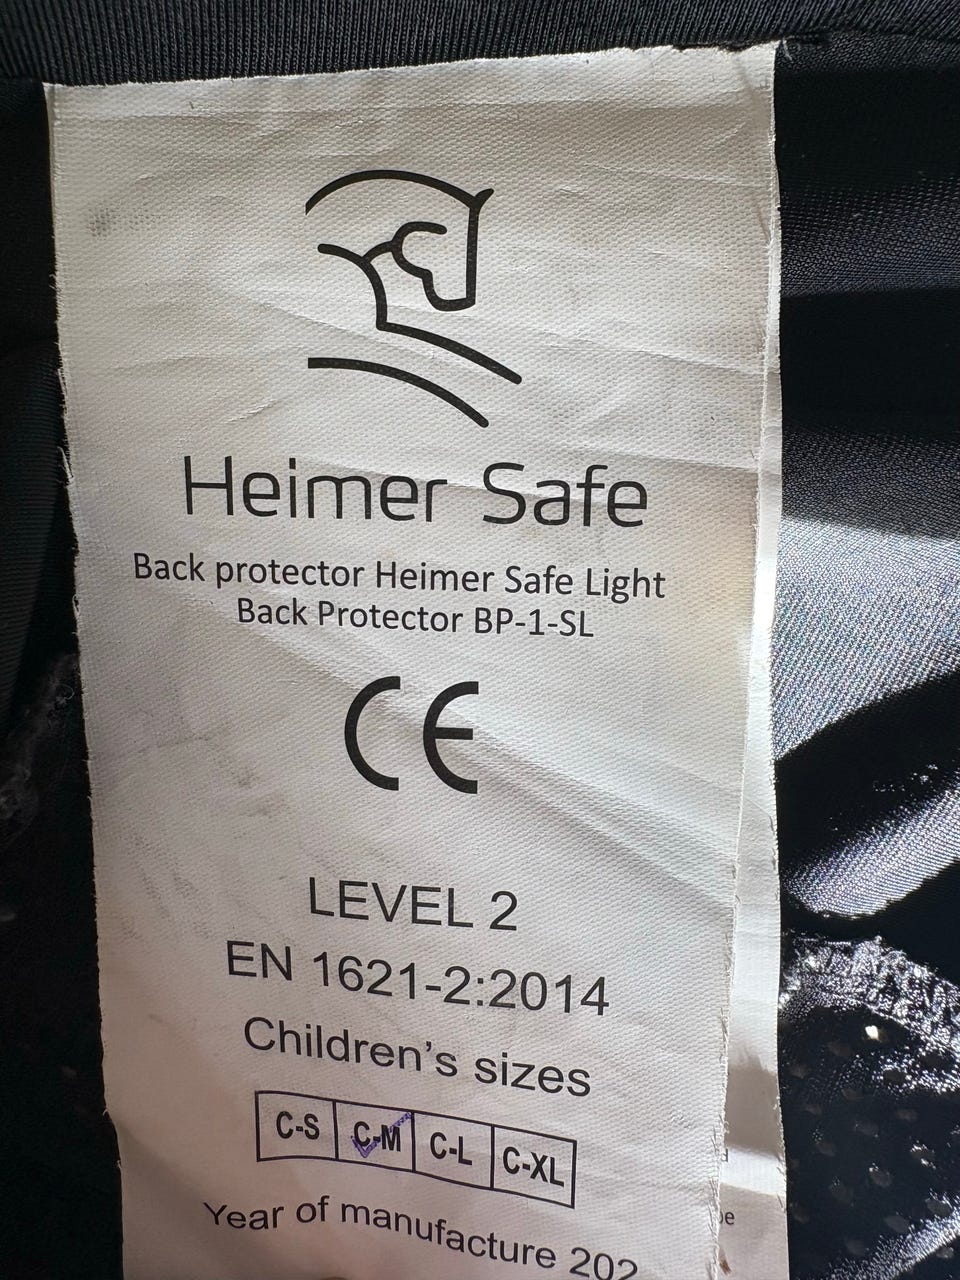 Heimer Safe
Back protector Heimer Safe Light
Back Protector BP-1-SL
CE
LEVEL 2
EN 1621-2:2014
Children's sizes
C-S C-M C-L C-XL
Year of manufacture 202